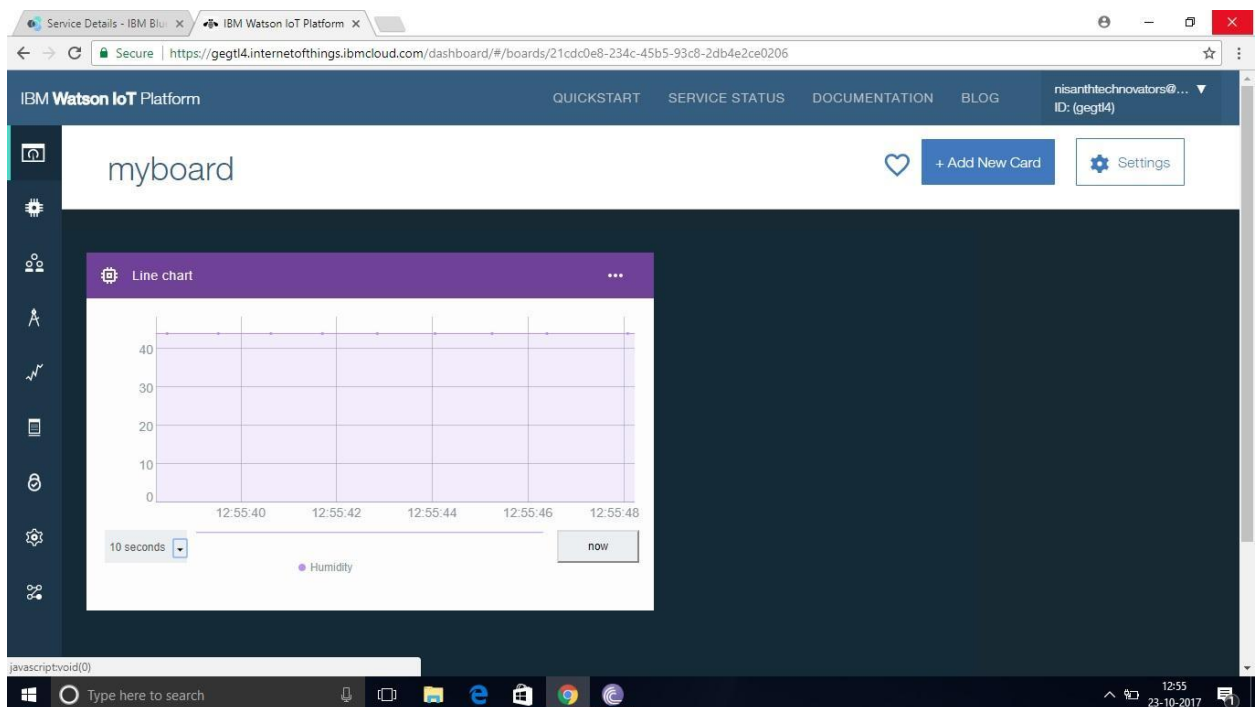 Service Details - IBM Blu
IBM Watson IoT Platform
Secure | https://gegtl4.internetofthings.ibmcloud.com/dashboard/#/boards/21cdc0e8-234c-45b5-93c8-2db4e2ce0206
IBM Watson IoT Platform
QUICKSTART SERVICE STATUS DOCUMENTATION BLOG
nisanthtechnovators@...
ID: (gegtl4)
myboard
+ Add New Card
Settings
Line chart
40
30
20
10
0
12:55:40 12:55:42 12:55:44 12:55:46 12:55:48
10 seconds
now
Humidity
javascript:void(0)
Type here to search
12:55
23-10-2017
1